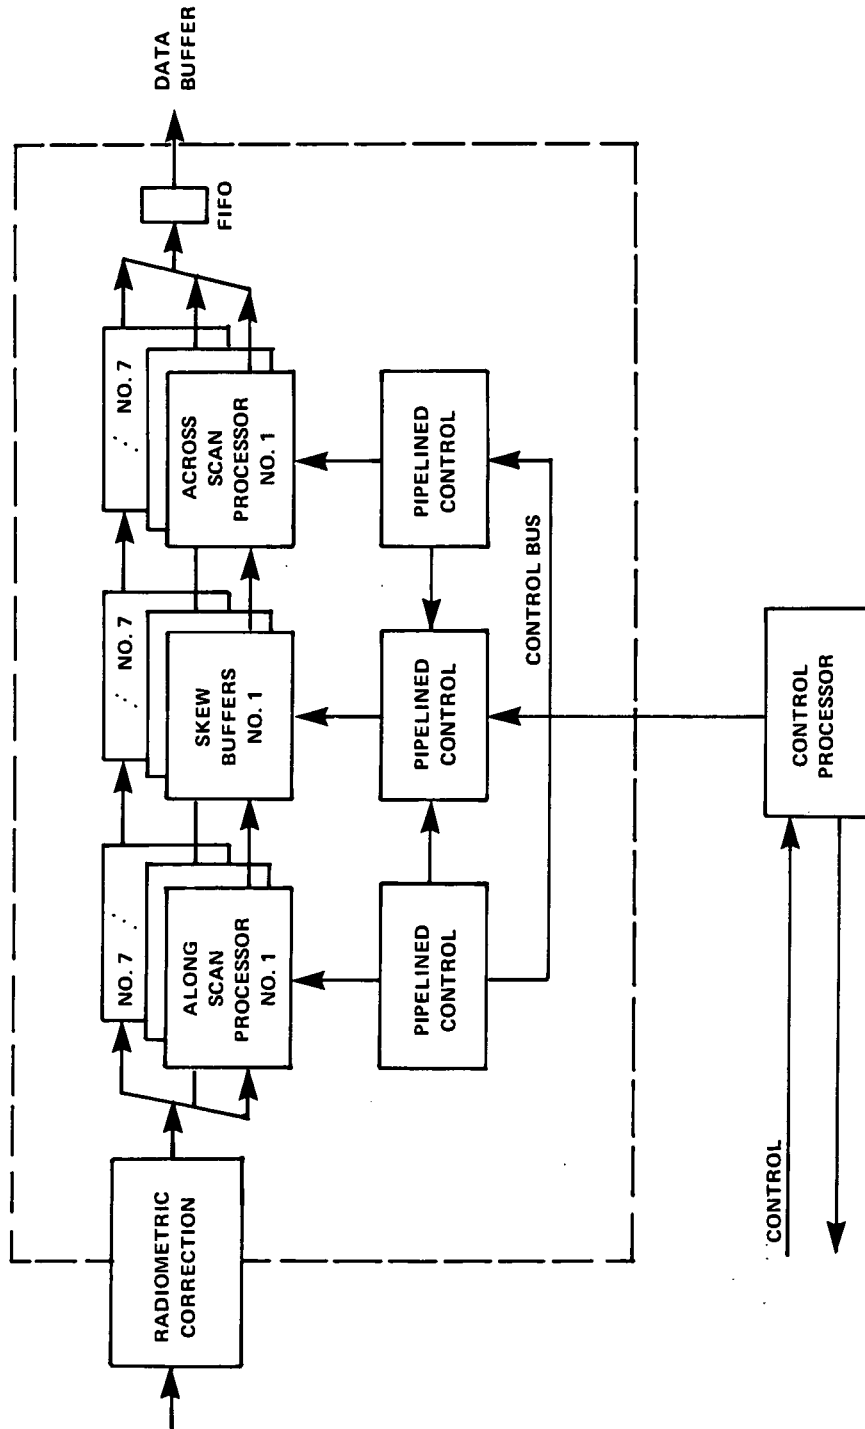 RADIOMETRIC
CORRECTION
NO. 7
ALONG
SCAN
PROCESSOR
NO. 1
NO. 7
SKEW
BUFFERS
NO. 1
NO. 7
ACROSS
SCAN
PROCESSOR
NO. 1
FIFO
DATA
BUFFER
PIPELINED
CONTROL
PIPELINED
CONTROL
PIPELINED
CONTROL
CONTROL BUS
CONTROL
CONTROL
PROCESSOR